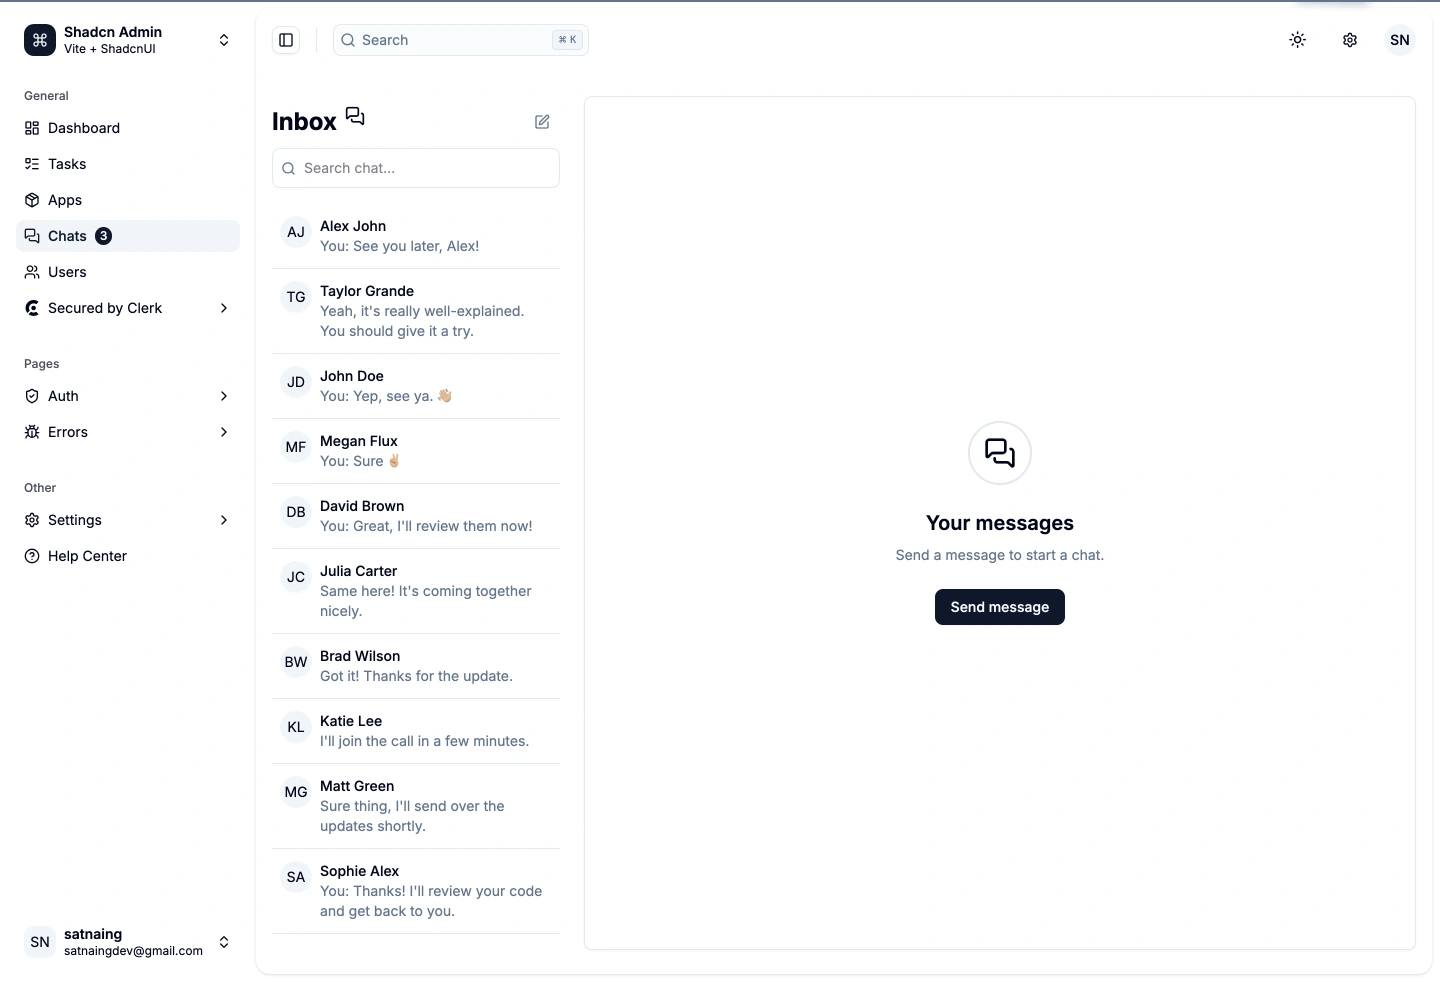 Shadcn Admin
Vite + ShadcnUI
General
Dashboard
Tasks
Apps
Chats 3
Users
Secured by Clerk
Pages
Auth
Errors
Other
Settings
Help Center
SN
satnaing
satnaingdev@gmail.com
Search ⌘ K
SN
Inbox
Search chat...
AJ
Alex John
You: See you later, Alex!
TG
Taylor Grande
Yeah, it's really well-explained.
You should give it a try.
JD
John Doe
You: Yep, see ya. 👋🏼
MF
Megan Flux
You: Sure ✌🏼
DB
David Brown
You: Great, I'll review them now!
JC
Julia Carter
Same here! It's coming together
nicely.
BW
Brad Wilson
Got it! Thanks for the update.
KL
Katie Lee
I'll join the call in a few minutes.
MG
Matt Green
Sure thing, I'll send over the
updates shortly.
SA
Sophie Alex
You: Thanks! I'll review your code
and get back to you.
Your messages
Send a message to start a chat.
Send message